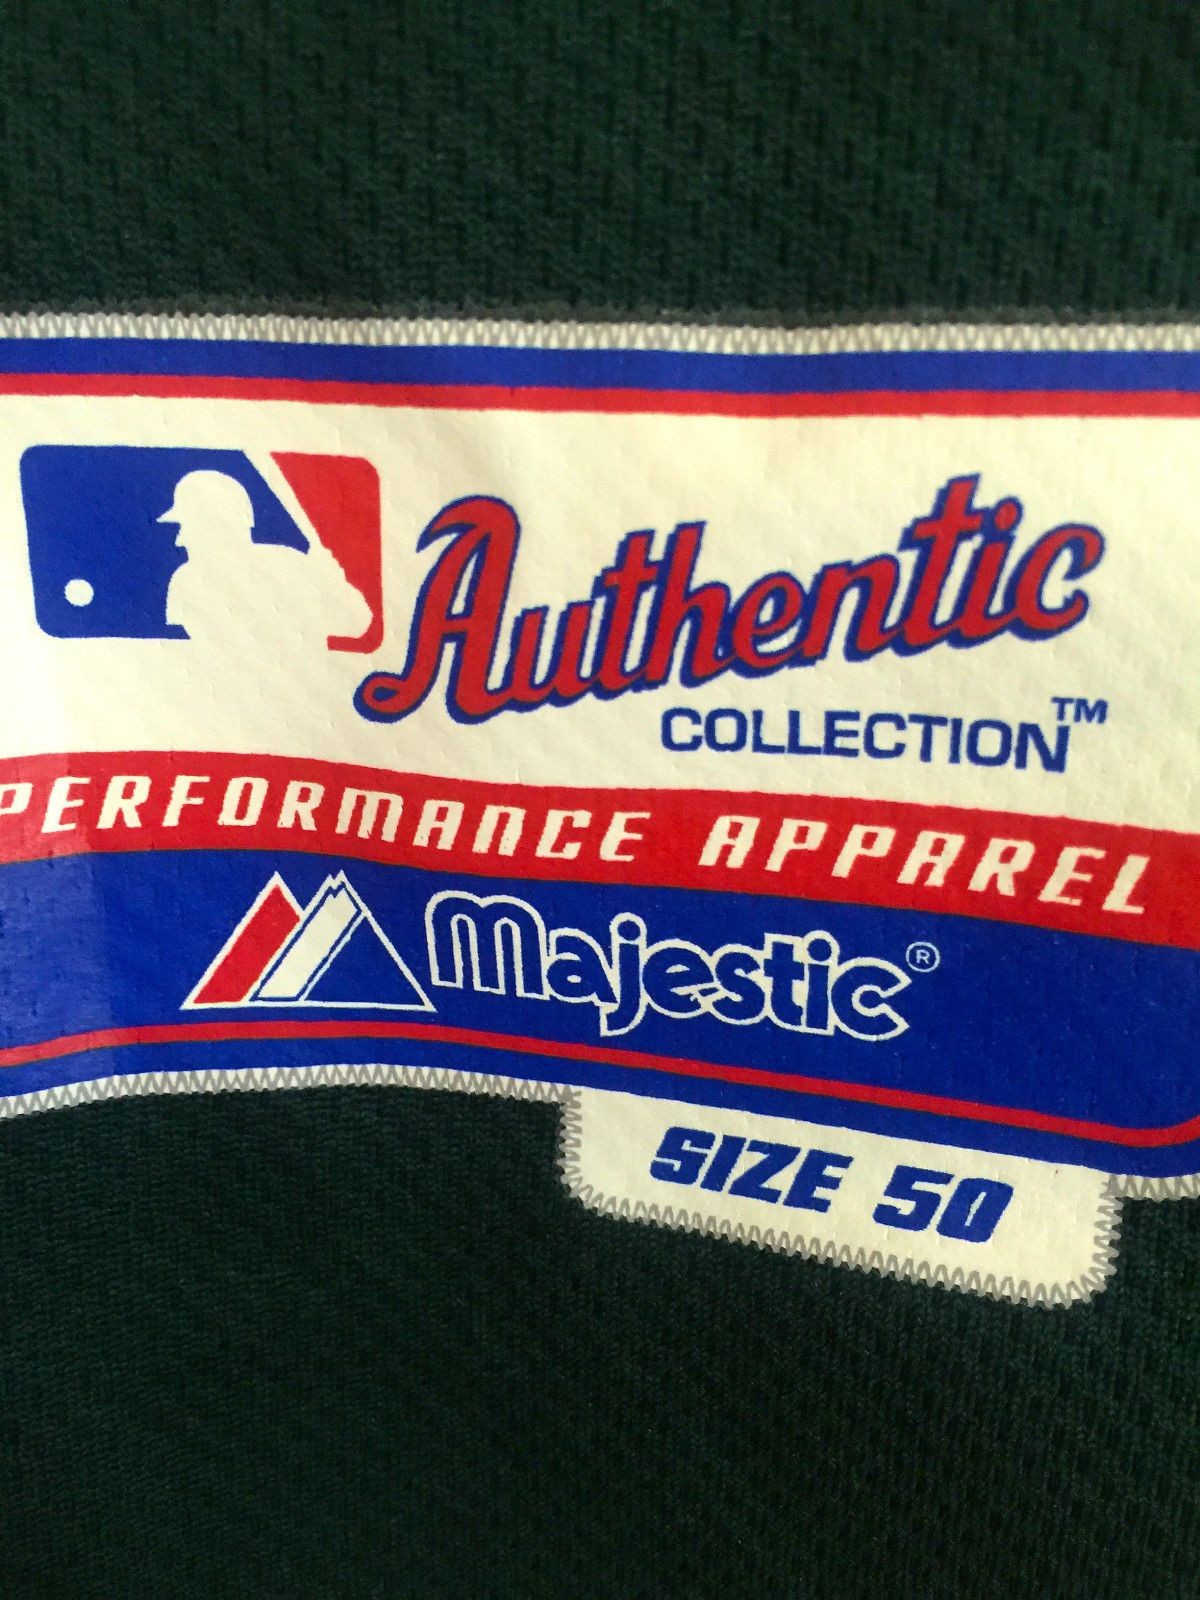 Authentic
COLLECTION™
PERFORMANCE APPAREL
Majestic®
SIZE 50